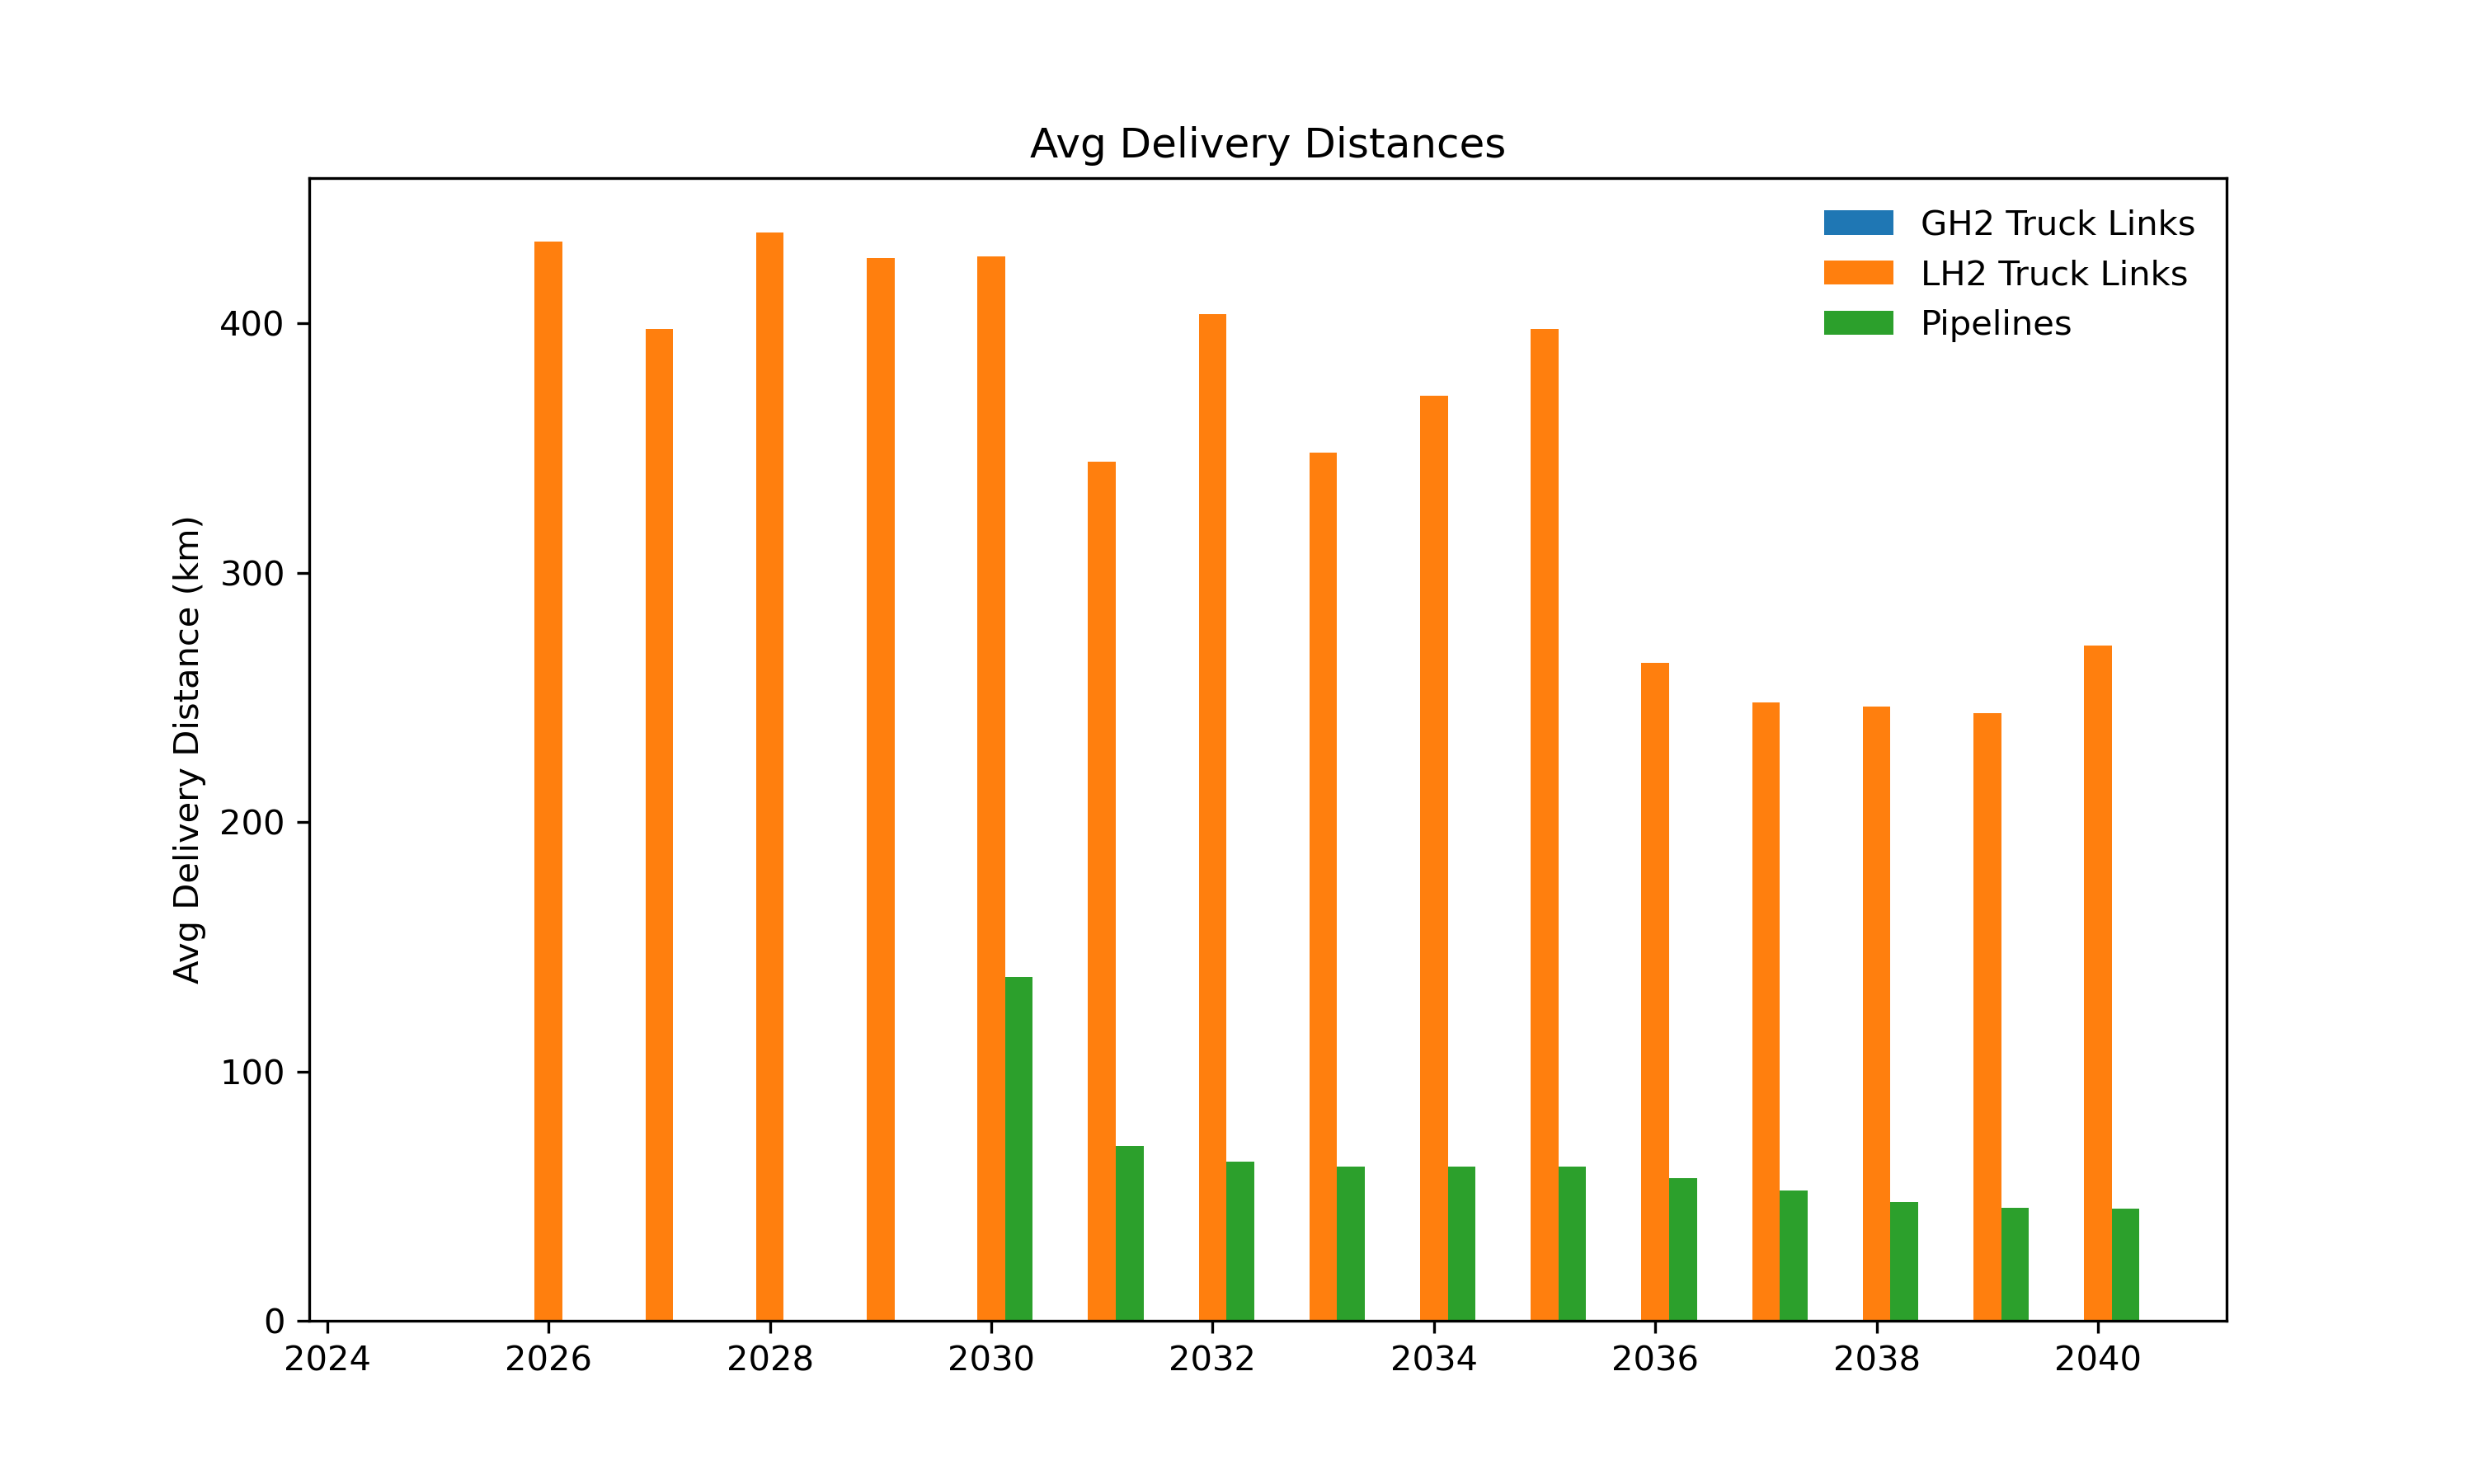 Avg Delivery Distances
GH2 Truck Links
LH2 Truck Links
Pipelines
Avg Delivery Distance (km)
400
300
200
100
0
2024 2026 2028 2030 2032 2034 2036 2038 2040